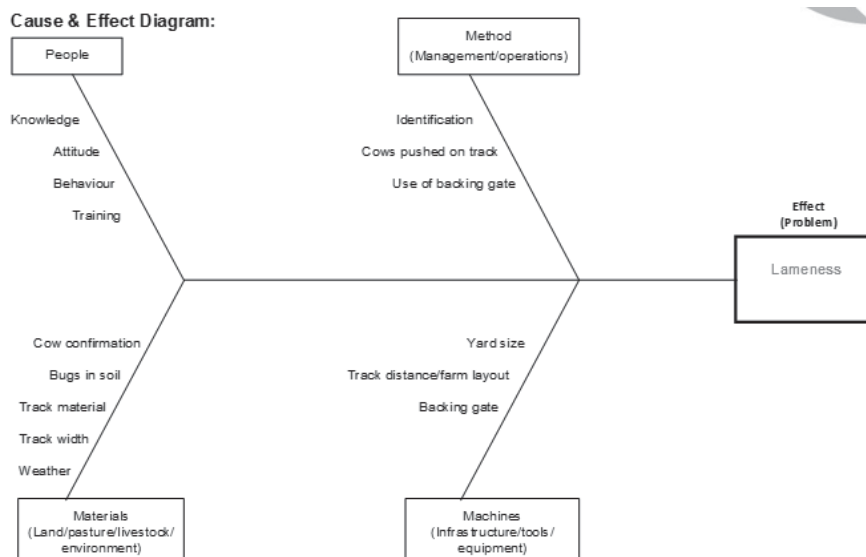 Cause & Effect Diagram:
People
Method
(Management/operations)
Knowledge
Attitude
Behaviour
Training
Identification
Cows pushed on track
Use of backing gate
Effect
(Problem)
Lameness
Cow confirmation
Bugs in soil
Track material
Track width
Weather
Yard size
Track distance/farm layout
Backing gate
Materials
(Land/pasture/livestock/
environment)
Machines
(Infrastructure/tools/
equipment)